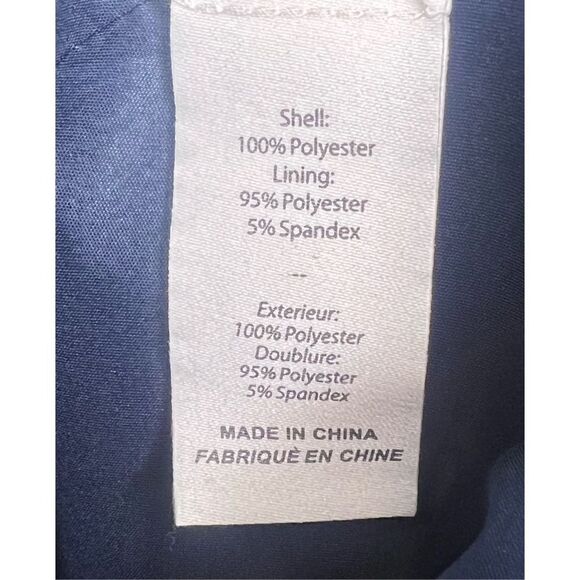 Shell:
100% Polyester
Lining:
95% Polyester
5% Spandex
--
Exterieur:
100% Polyester
Doublure:
95% Polyester
5% Spandex
MADE IN CHINA
FABRIQUÈ EN CHINE